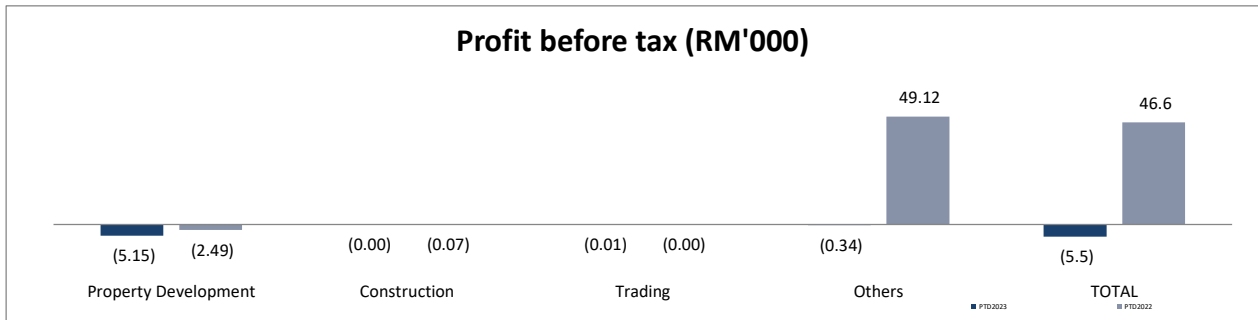 Profit before tax (RM'000)
49.12
46.6
(5.15)
(2.49)
(0.00)
(0.07)
(0.01)
(0.00)
(0.34)
(5.5)
Property Development
Construction
Trading
Others
TOTAL
PTD2023
PTD2022